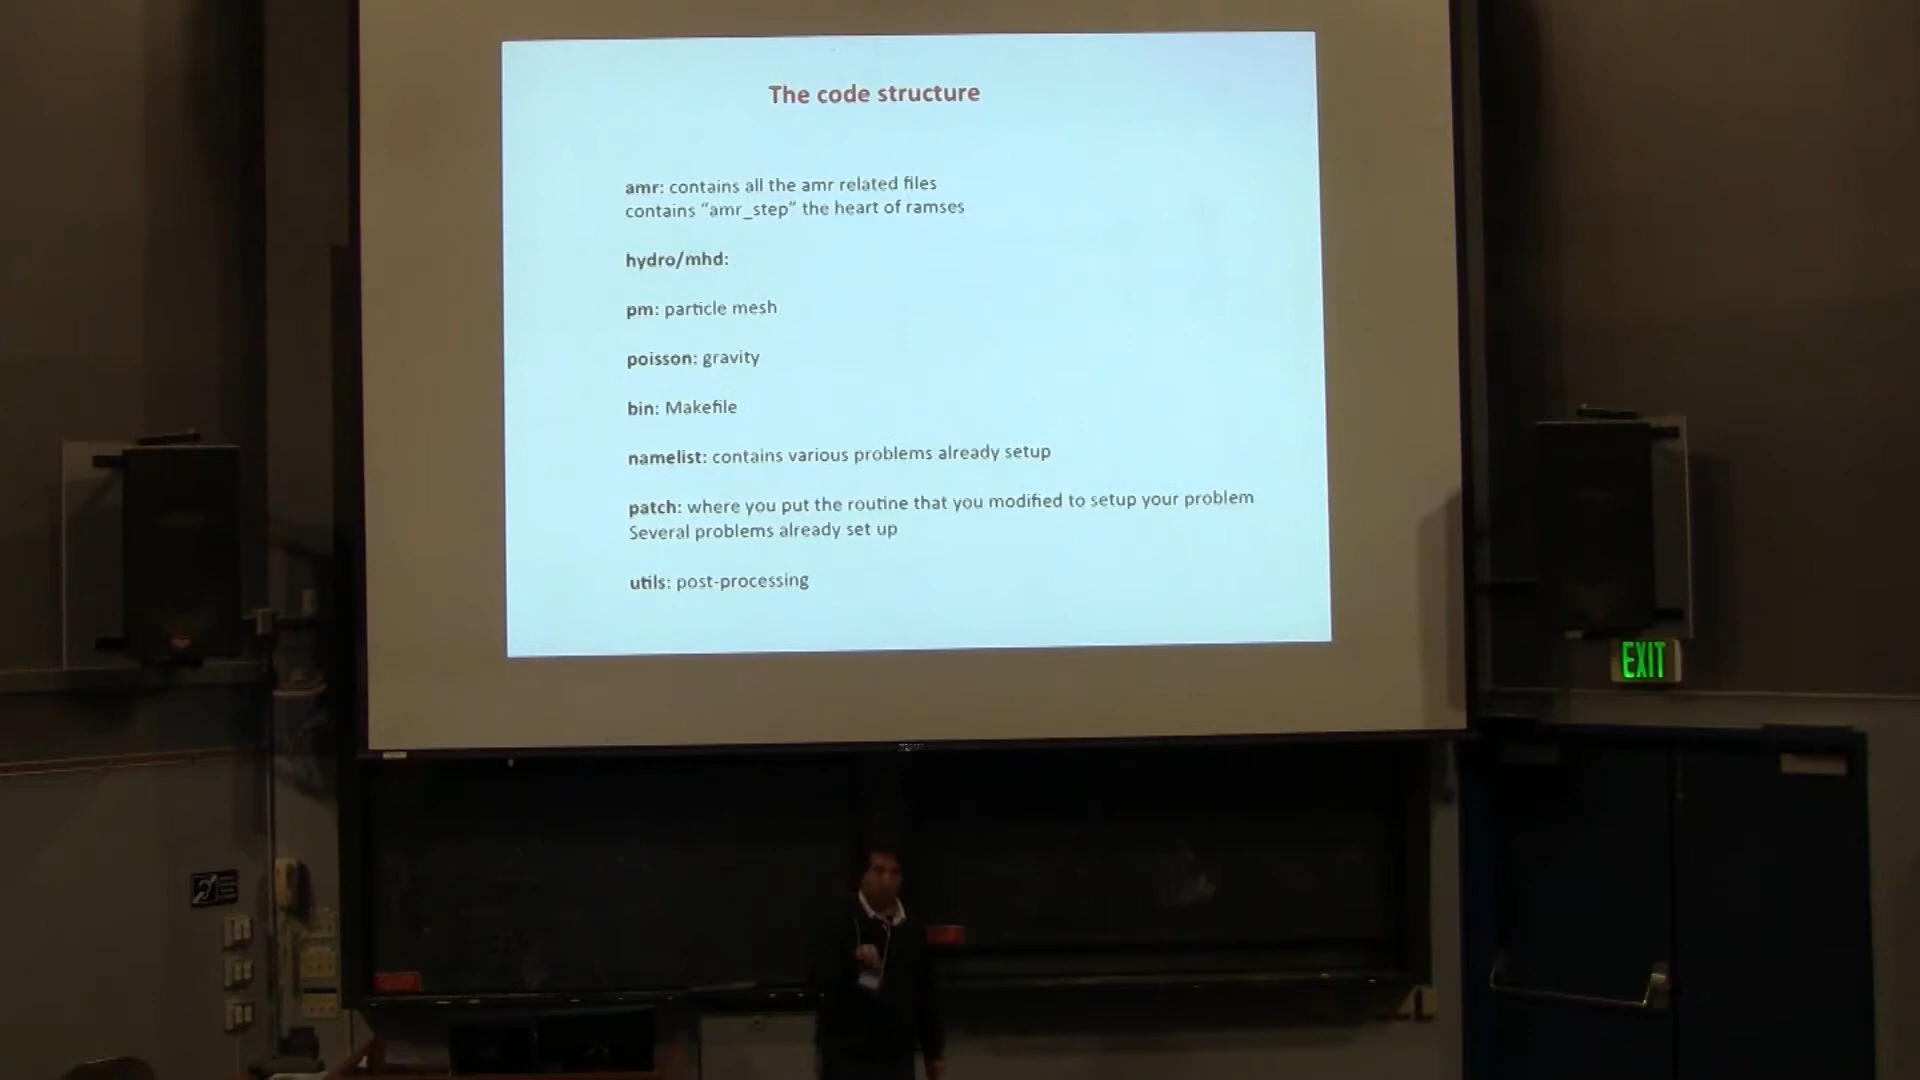 The code structure
amr: contains all the amr related files
contains “amr_step” the heart of ramses
hydro/mhd:
pm: particle mesh
poisson: gravity
bin: Makefile
namelist: contains various problems already setup
patch: where you put the routine that you modified to setup your problem
Several problems already set up
utils: post-processing
EXIT